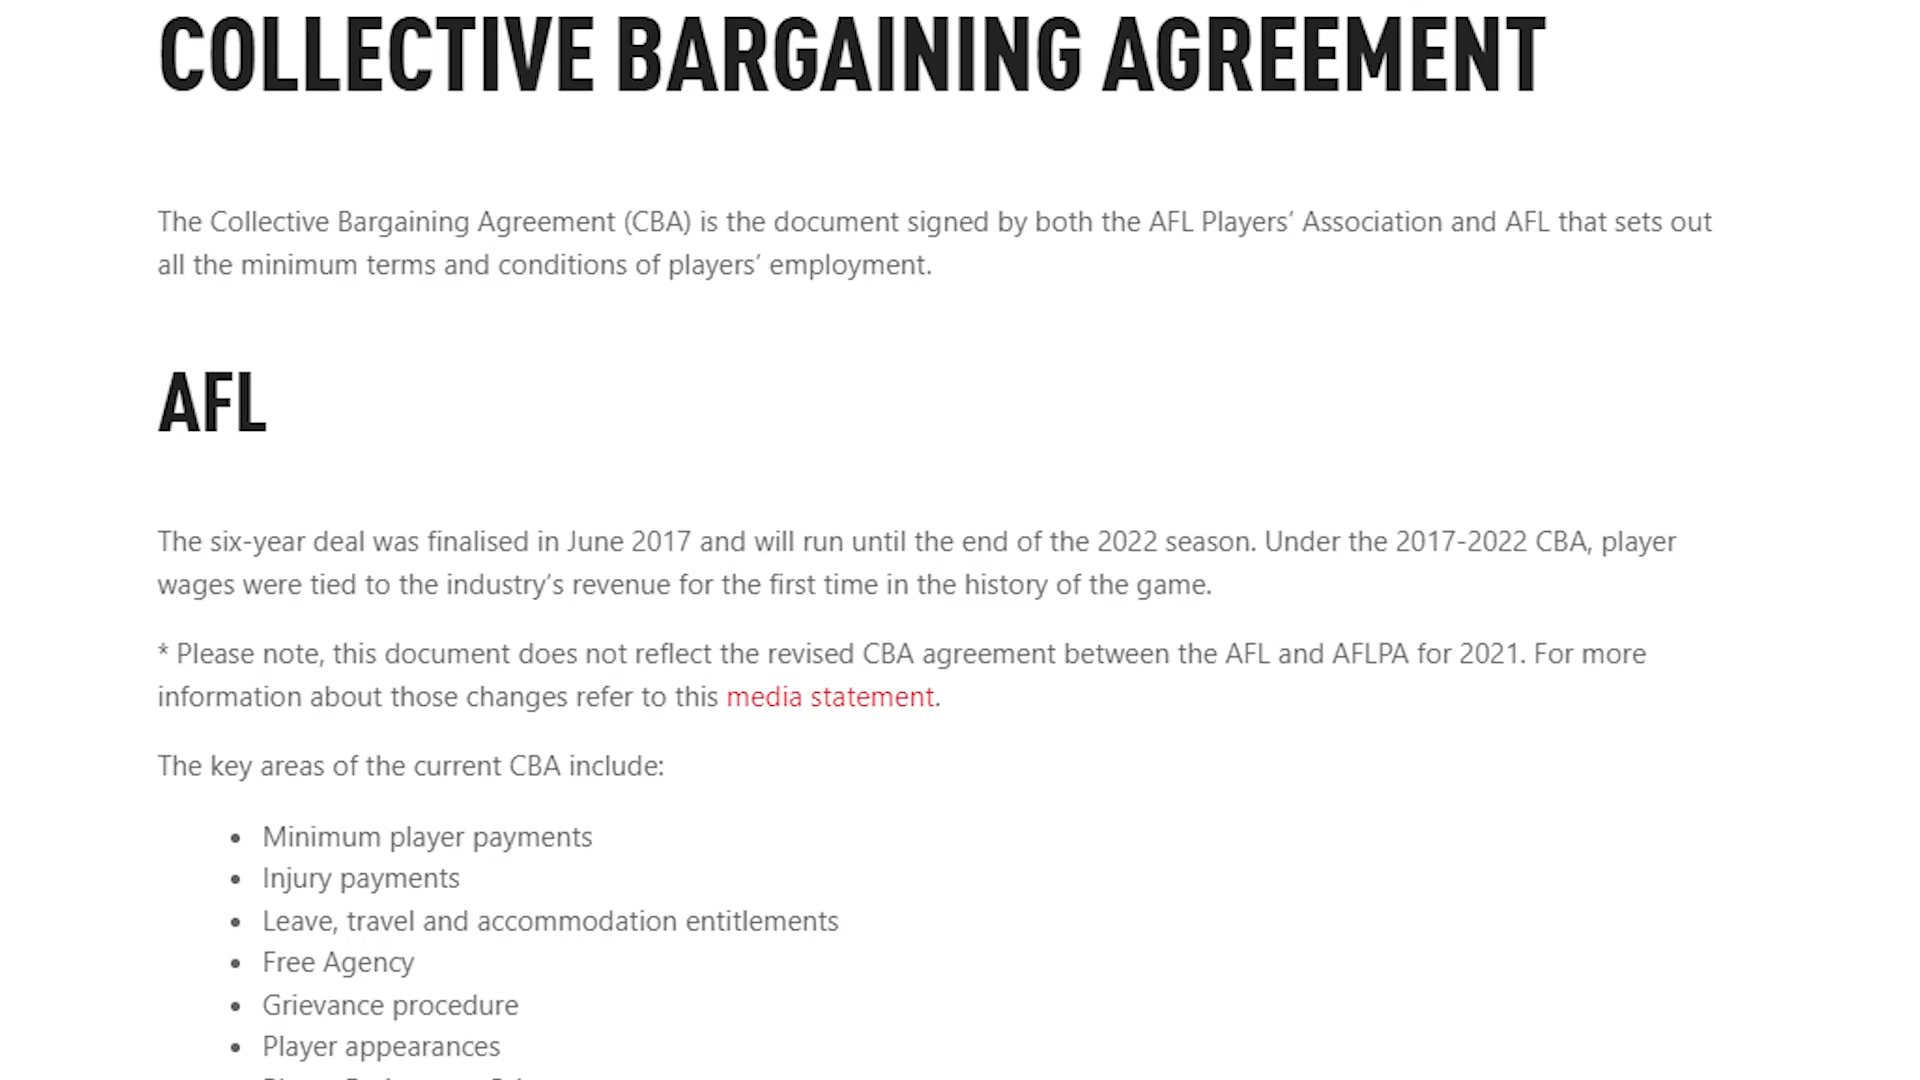 COLLECTIVE BARGAINING AGREEMENT
The Collective Bargaining Agreement (CBA) is the document signed by both the AFL Players’ Association and AFL that sets out
all the minimum terms and conditions of players’ employment.
AFL
The six-year deal was finalised in June 2017 and will run until the end of the 2022 season. Under the 2017-2022 CBA, player
wages were tied to the industry’s revenue for the first time in the history of the game.
* Please note, this document does not reflect the revised CBA agreement between the AFL and AFLPA for 2021. For more
information about those changes refer to this media statement.
The key areas of the current CBA include:
• Minimum player payments
• Injury payments
• Leave, travel and accommodation entitlements
• Free Agency
• Grievance procedure
• Player appearances